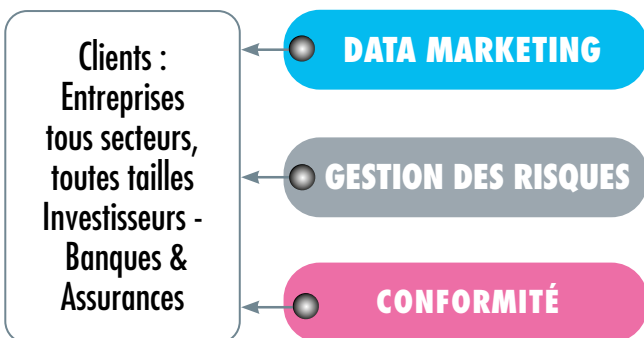 Clients :
Entreprises
tous secteurs,
toutes tailles
Investisseurs -
Banques &
Assurances
DATA MARKETING
GESTION DES RISQUES
CONFORMITÉ